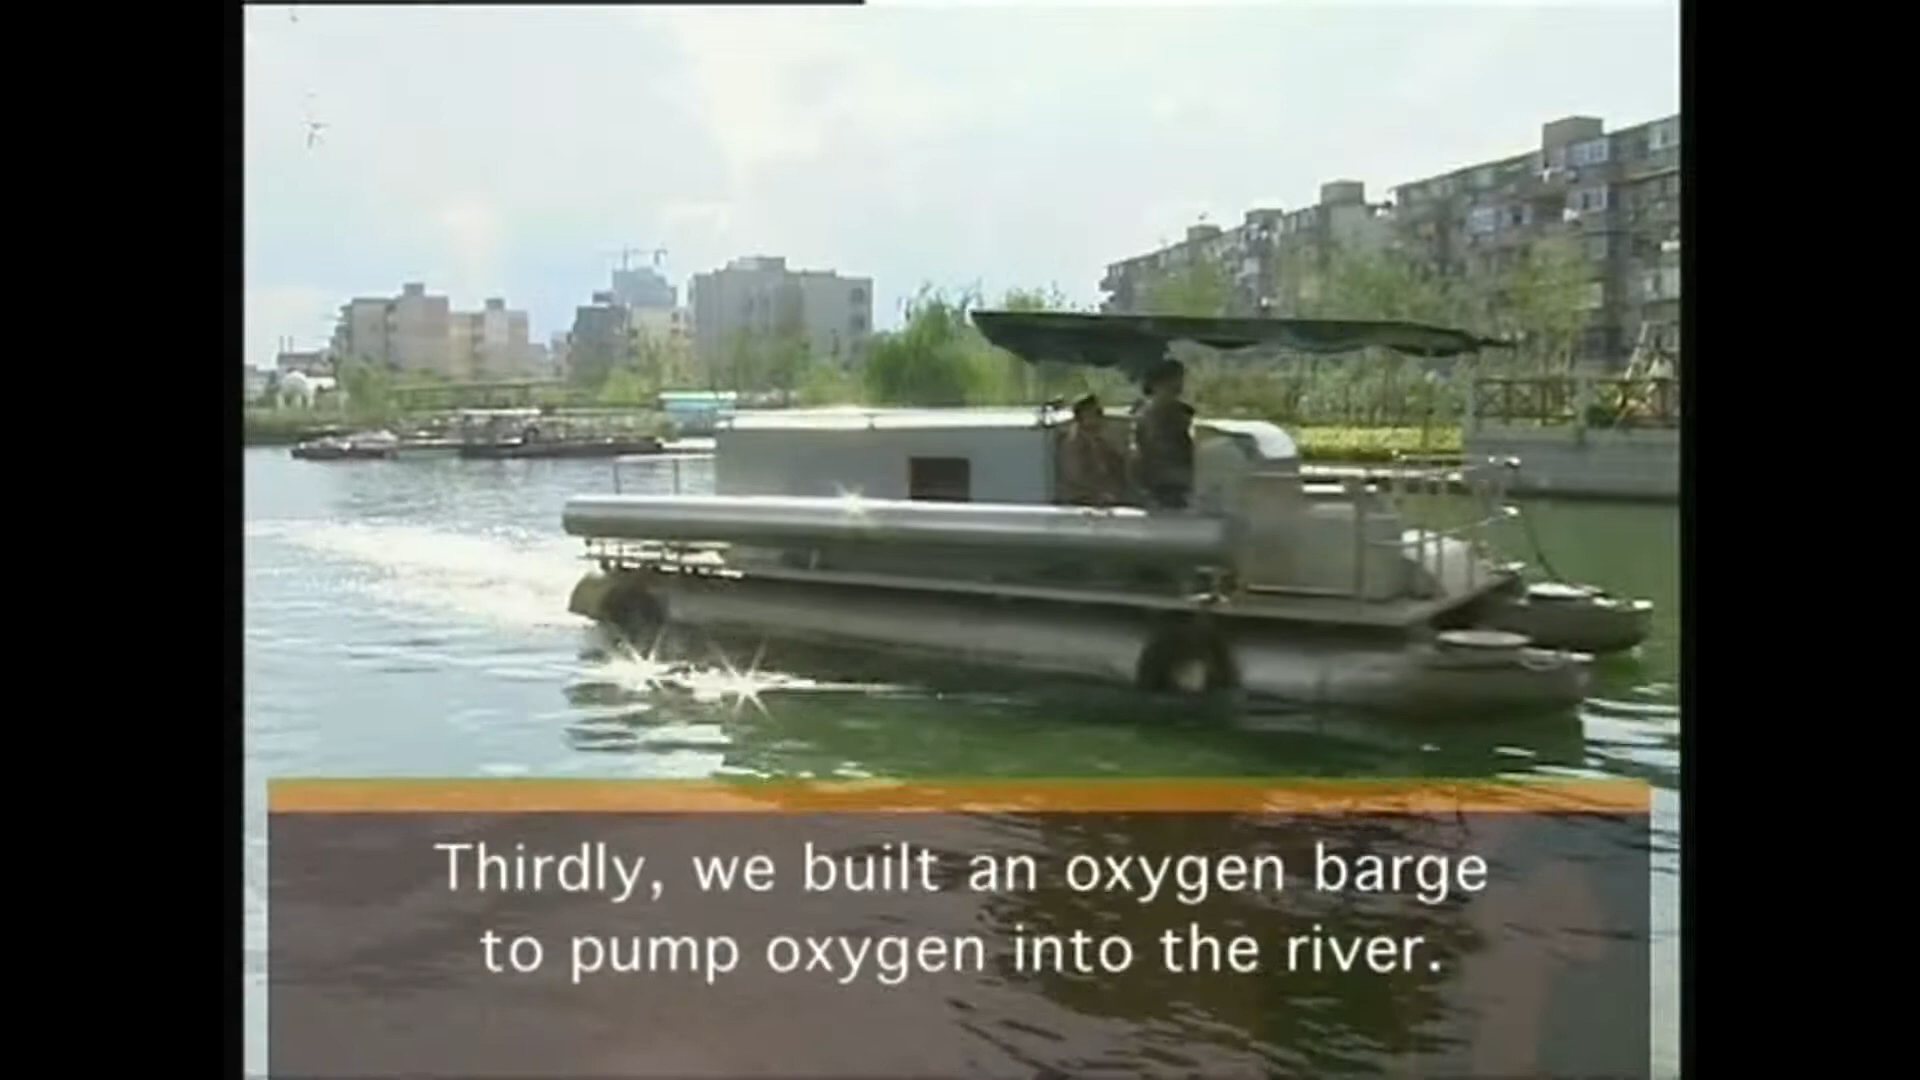 Thirdly, we built an oxygen barge
to pump oxygen into the river.